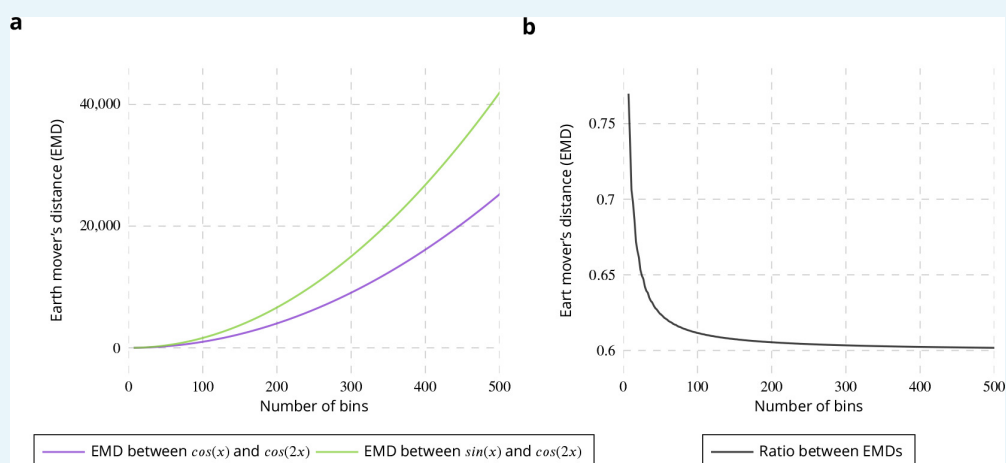 a
b
Earth mover's distance (EMD)
40,000
20,000
0
0 100 200 300 400 500
Number of bins
EMD between cos(x) and cos(2x) EMD between sin(x) and cos(2x)
Eart mover's distance (EMD)
0.75
0.7
0.65
0.6
0 100 200 300 400 500
Number of bins
Ratio between EMDs